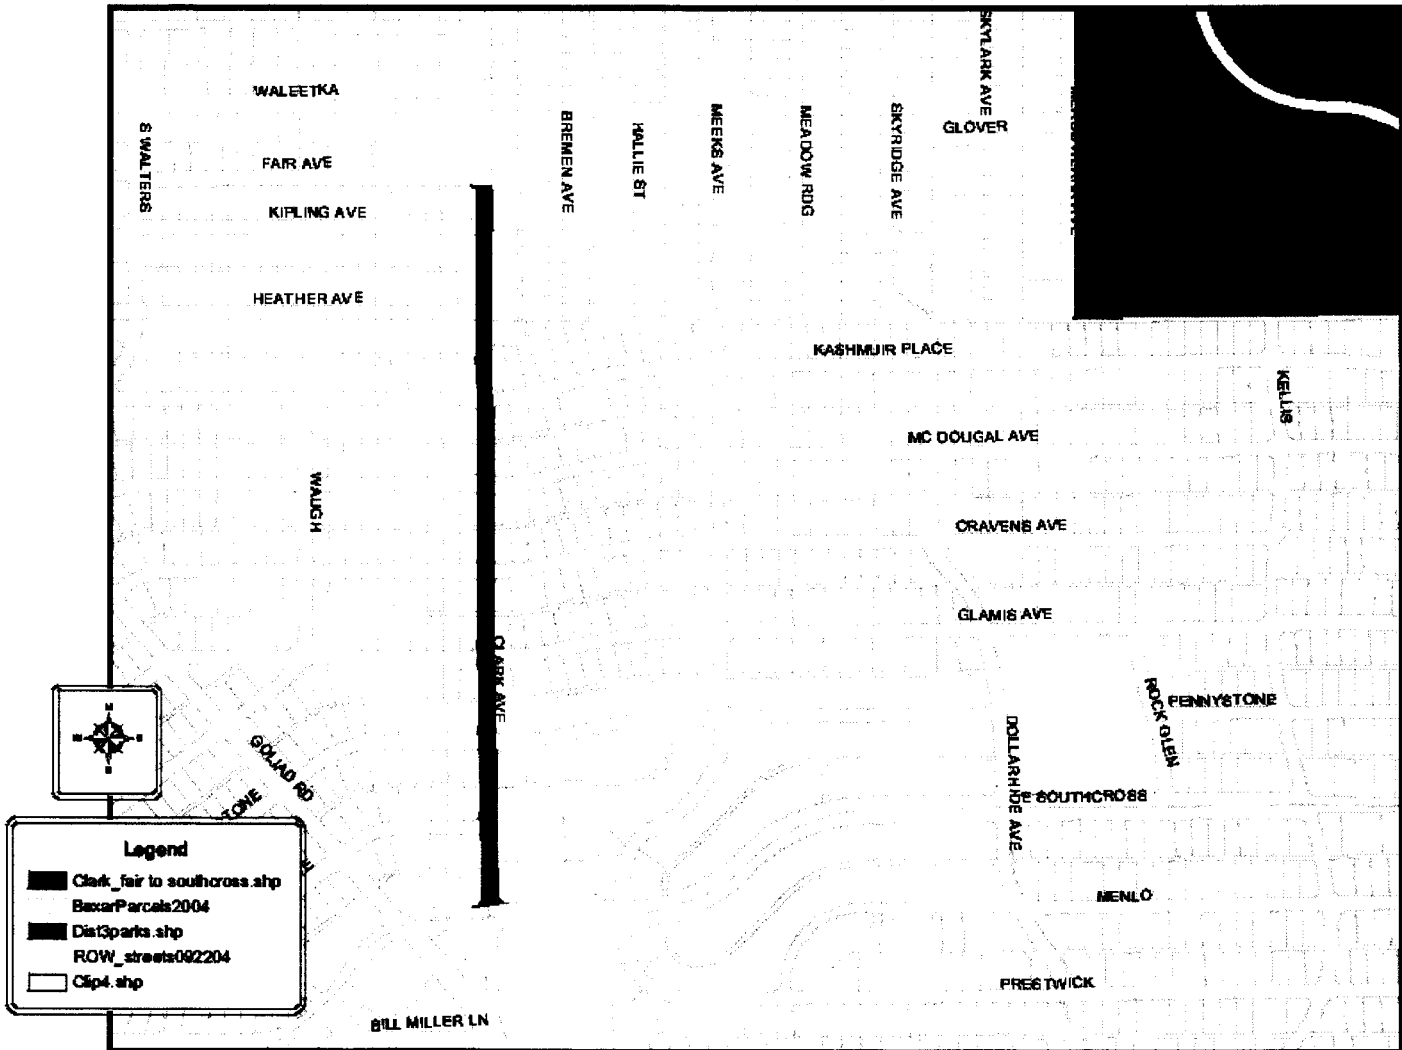 SKYLARK AVE
WALEETKA
S WALTERS
BREMEN AVE
HALLIE ST
MEEKS AVE
MEADOW RDG
SKYRIDGE AVE
GLOVER
FAIR AVE
KIPLING AVE
HEATHER AVE
KASHMUIR PLACE
KELLIS
MC DOUGAL AVE
WAUGH
CRAVENS AVE
GLAMIS AVE
CLARK AVE
ROCK GLEN
PENNYSTONE
N
W
E
S
GOLIAD RD
DOLLARHIDE AVE
E SOUTHCROSS
TONE
Legend
Clark_fair to southcross.shp
BexarParcels2004
Dist3parks.shp
ROW_streets092204
Clip4.shp
MENLO
PRESTWICK
BILL MILLER LN